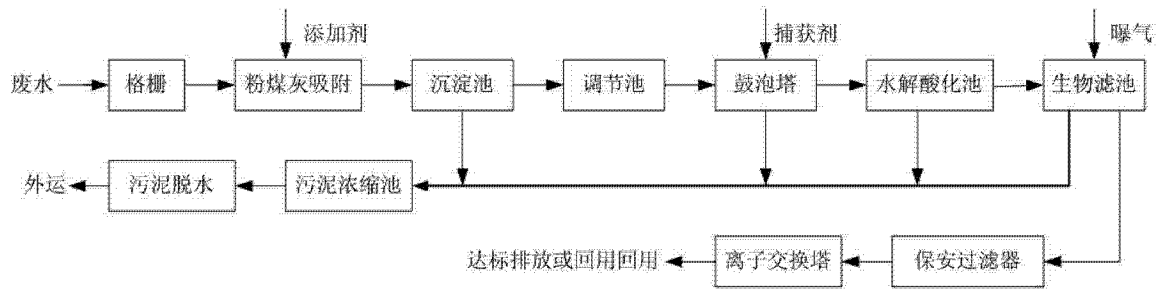 添加剂
捕获剂
曝气
废水
格栅
粉煤灰吸附
沉淀池
调节池
鼓泡塔
水解酸化池
生物滤池
外运
污泥脱水
污泥浓缩池
达标排放或回用回用
离子交换塔
保安过滤器